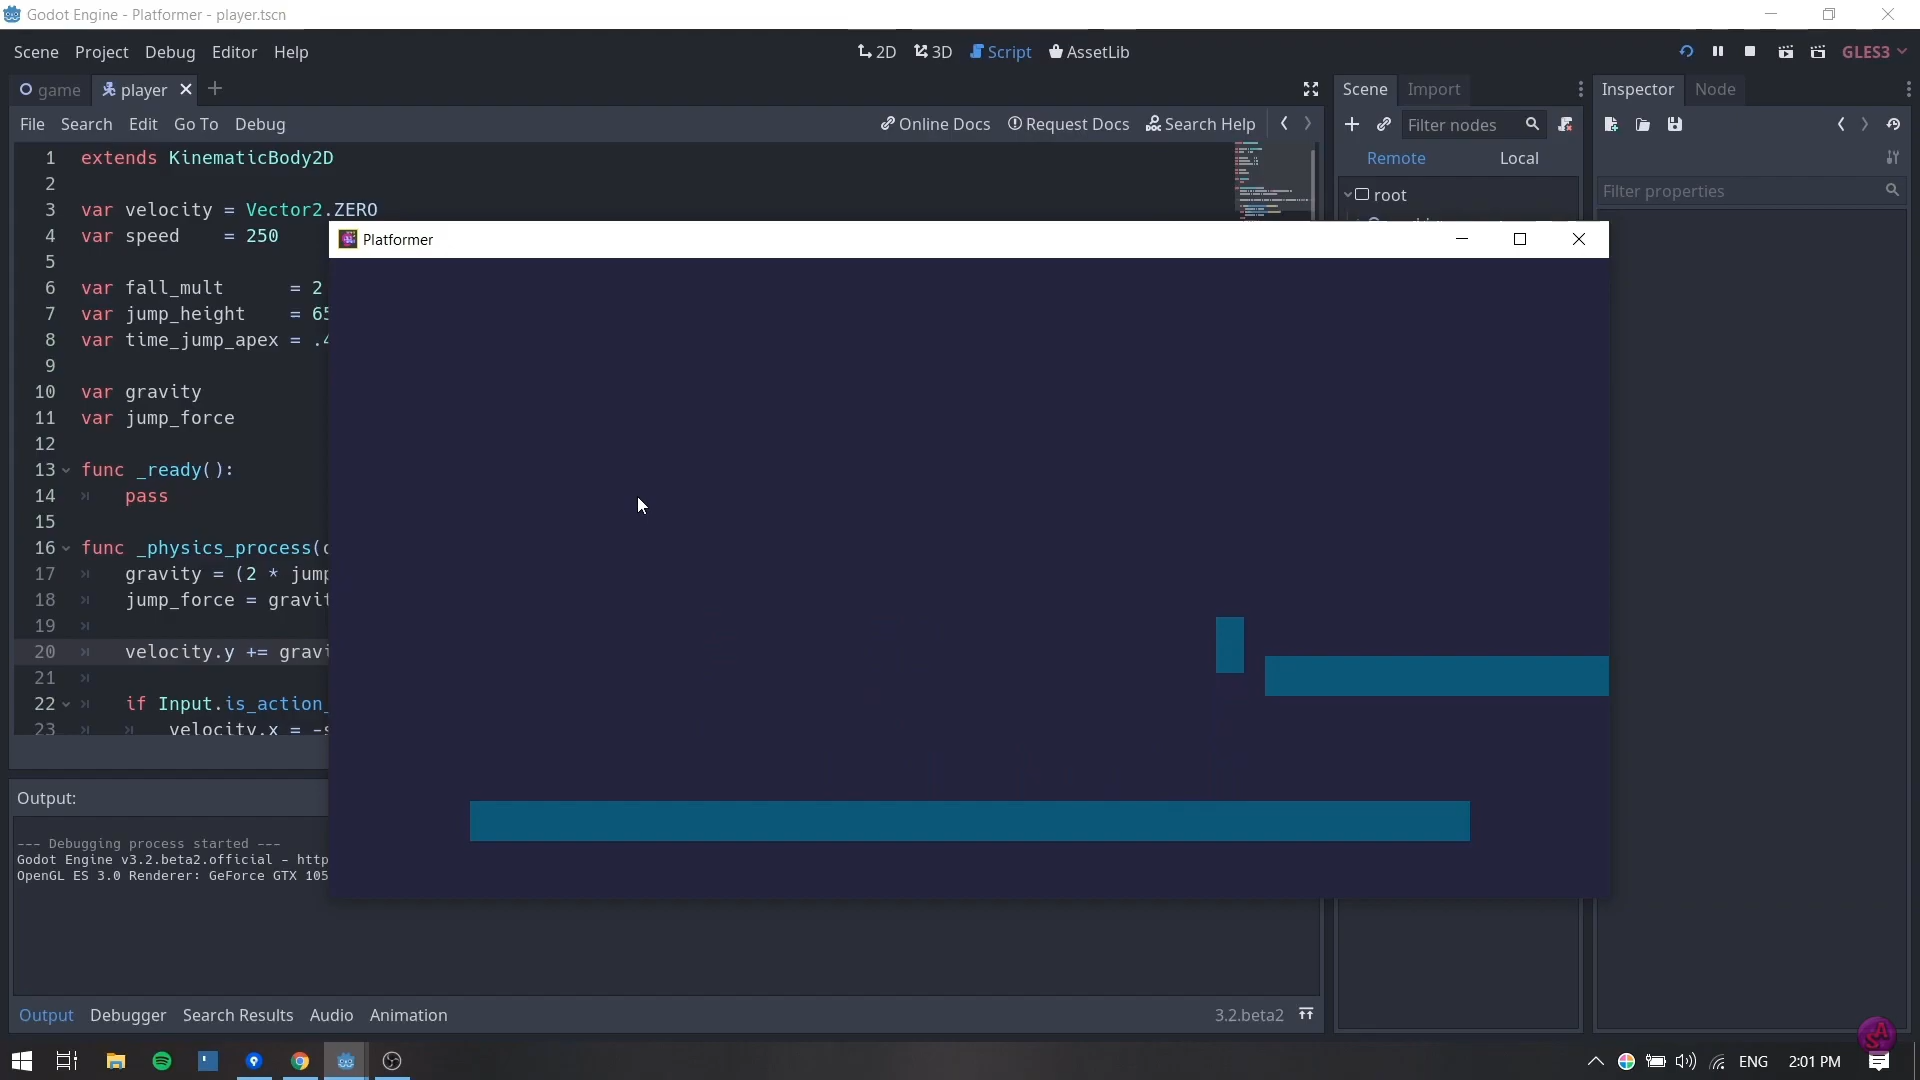 Godot Engine - Platformer - player.tscn
Scene Project Debug Editor Help
2D 3D Script AssetLib
GLES3
game player
Scene Import
Inspector Node
File Search Edit Go To Debug
Online Docs Request Docs Search Help
Filter nodes
Remote Local
Filter properties
root
1 extends KinematicBody2D
2
3 var velocity = Vector2.ZERO
4 var speed = 250
5
6 var fall_mult = 2
7 var jump_height = 65
8 var time_jump_apex = .4
9
10 var gravity
11 var jump_force
12
13 func _ready():
14 pass
15
16 func _physics_process(
17 gravity = (2 * jump
18 jump_force = gravit
19
20 velocity.y += gravi
21
22 if Input.is_action_
23 velocity.x = -s
Platformer
Output:
--- Debugging process started ---
Godot Engine v3.2.beta2.official - http
OpenGL ES 3.0 Renderer: GeForce GTX 105
Output Debugger Search Results Audio Animation
3.2.beta2
ENG 2:01 PM